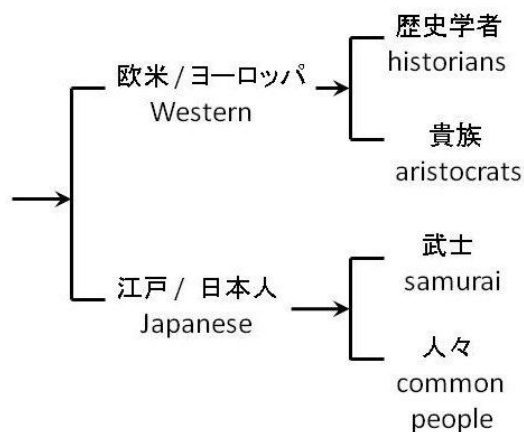 欧米 / ヨーロッパ
Western
歴史学者
historians
貴族
aristocrats
江戸 / 日本人
Japanese
武士
samurai
人々
common
people